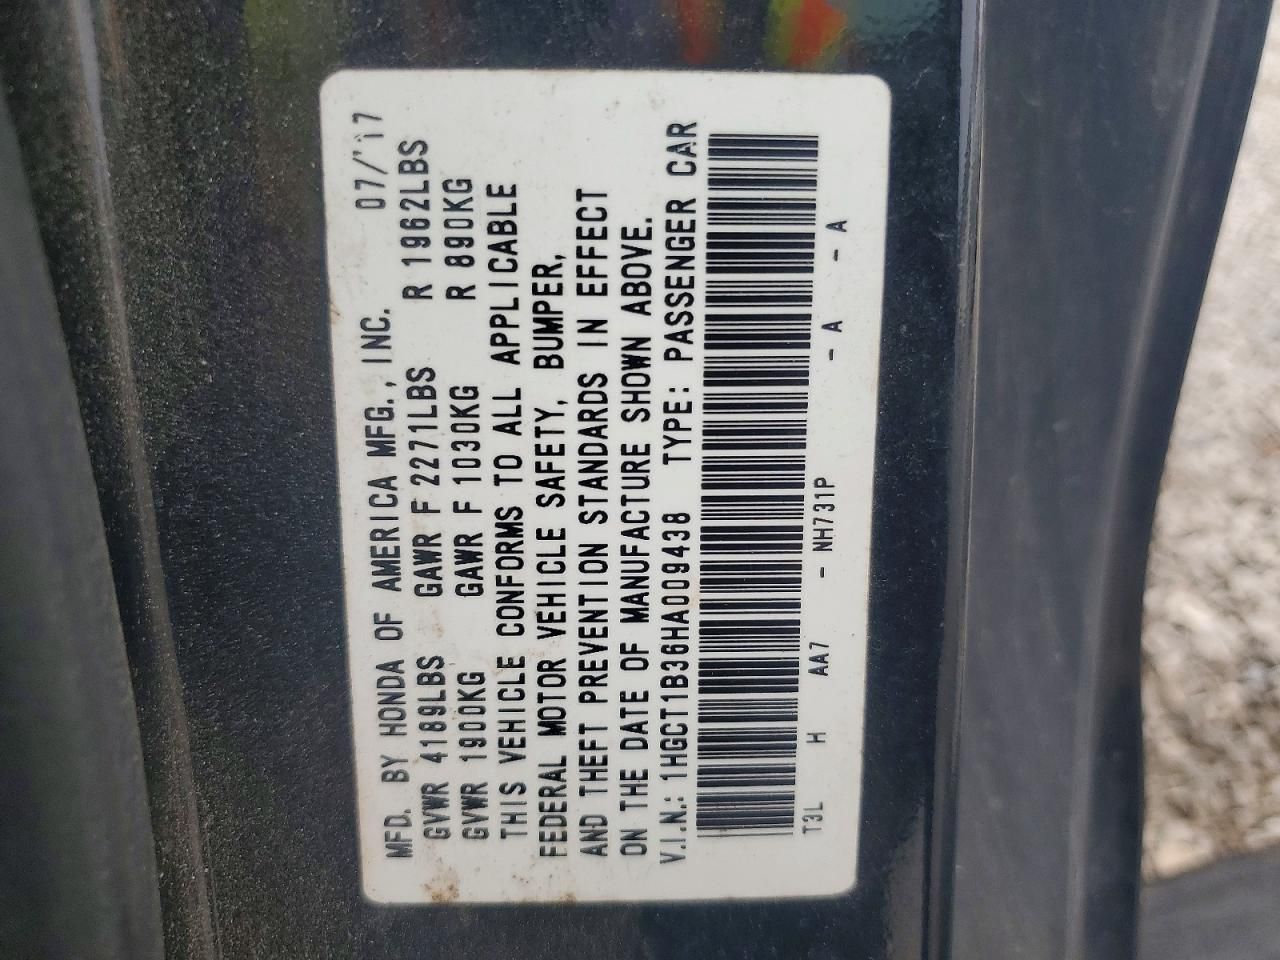 MFD. BY HONDA OF AMERICA MFG., INC. 07/'17
GVWR 4189LBS GAWR F 2271LBS R 1962LBS
GVWR 1900KG GAWR F 1030KG R 890KG
THIS VEHICLE CONFORMS TO ALL APPLICABLE
FEDERAL MOTOR VEHICLE SAFETY, BUMPER,
AND THEFT PREVENTION STANDARDS IN EFFECT
ON THE DATE OF MANUFACTURE SHOWN ABOVE.
V.I.N.: 1HGCT1B36HA009438 TYPE: PASSENGER CAR
T3L H AA7 - NH731P - A - A